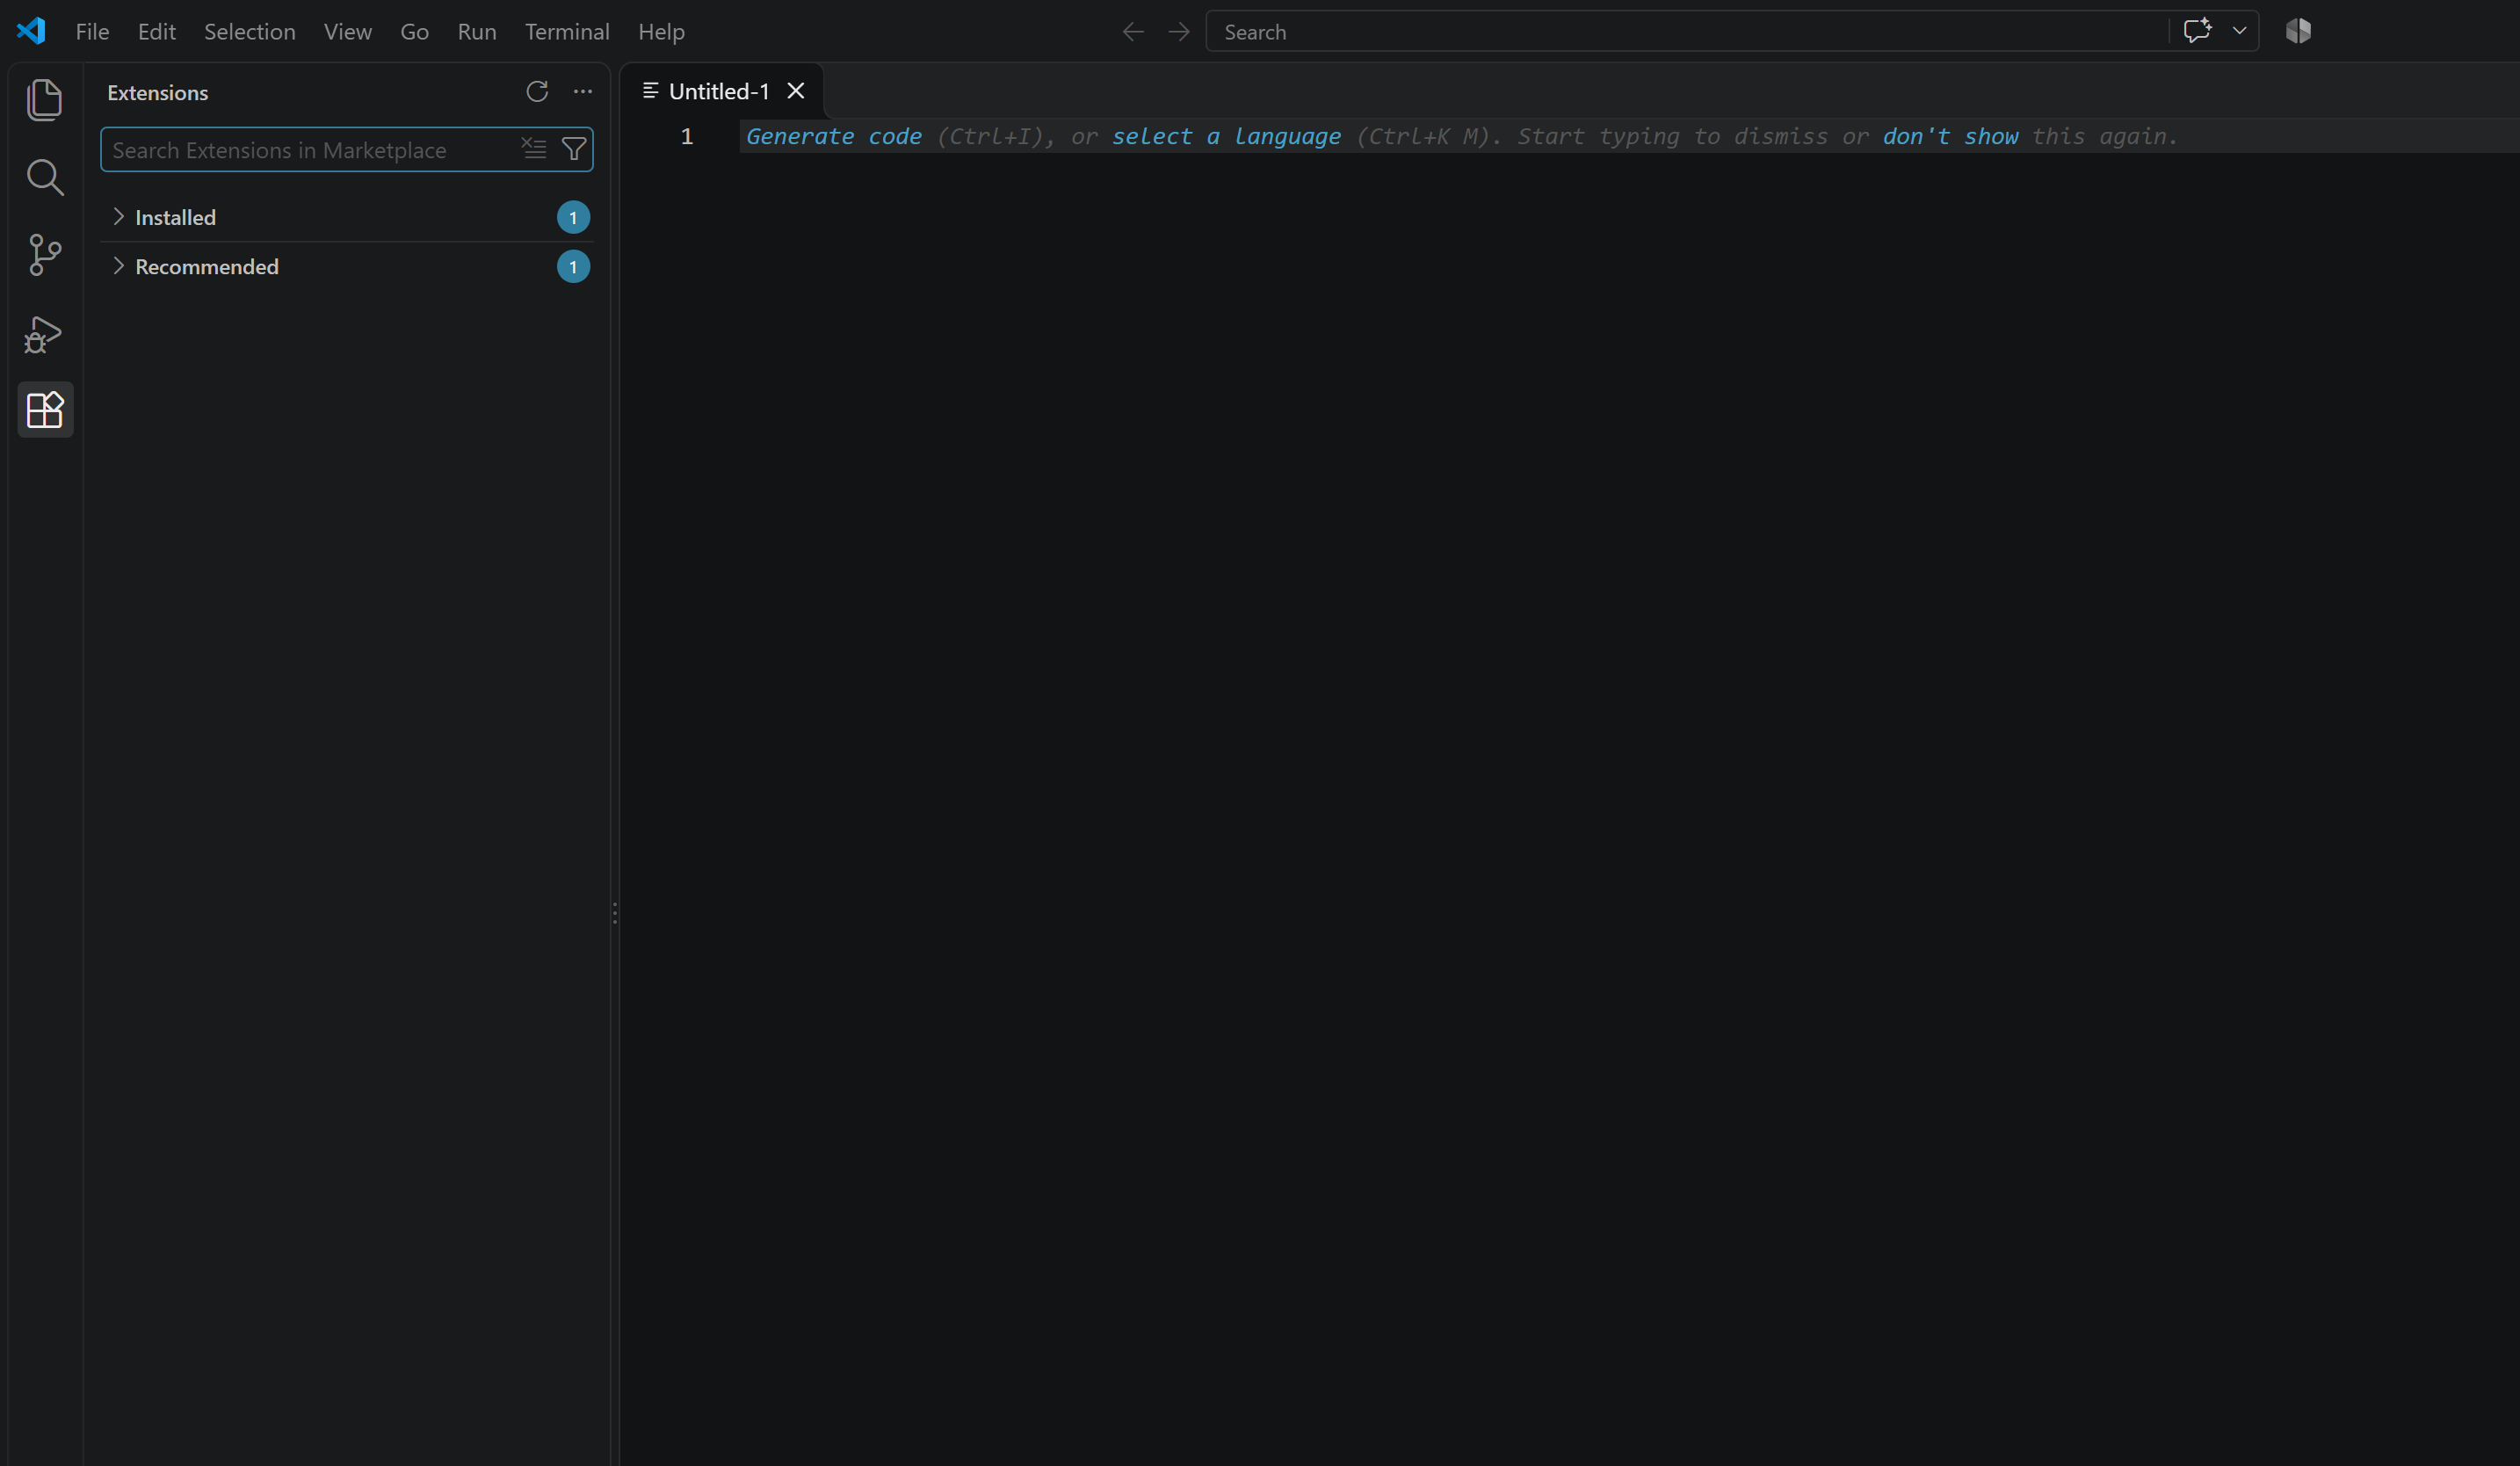 File Edit Selection View Go Run Terminal Help
Search
Extensions
Search Extensions in Marketplace
Installed 1
Recommended 1
Untitled-1
1 Generate code (Ctrl+I), or select a language (Ctrl+K M). Start typing to dismiss or don't show this again.